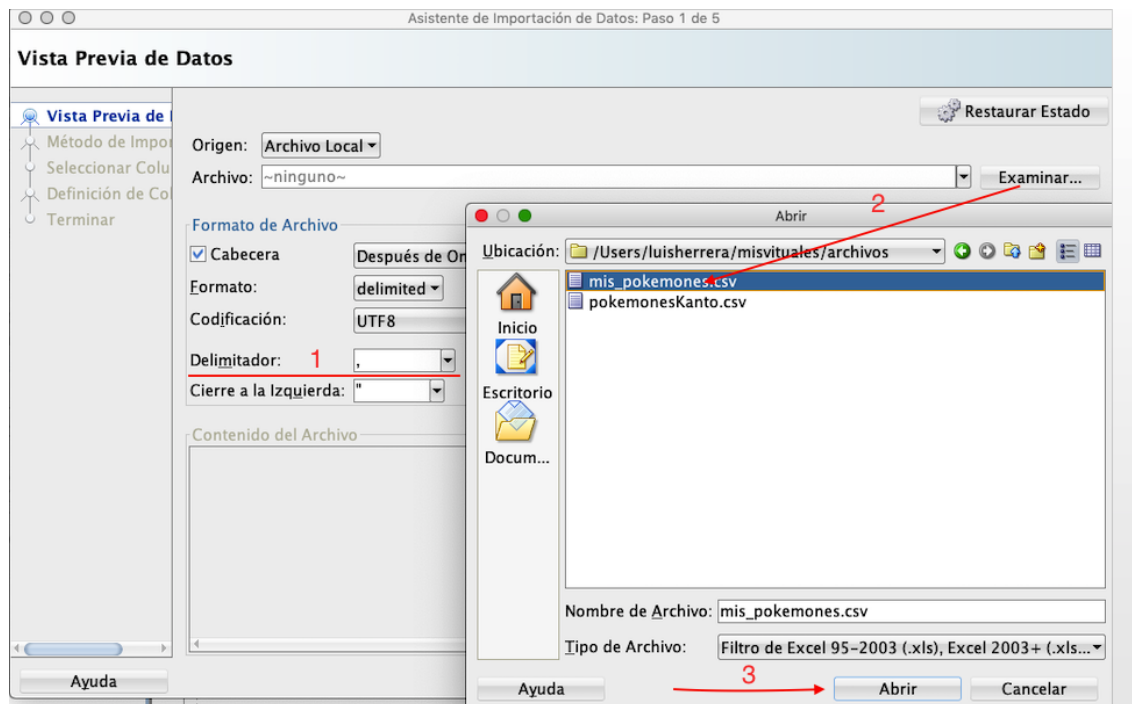 Asistente de Importación de Datos: Paso 1 de 5
Vista Previa de Datos
Vista Previa de
Método de Impor
Seleccionar Colu
Definición de Col
Terminar
Restaurar Estado
Origen: Archivo Local
Archivo: ~ninguno~ Examinar...
2
Formato de Archivo
Cabecera Después de Om
Formato: delimited
Codificación: UTF8
Delimitador: 1 ,
Cierre a la Izquierda: "
Contenido del Archivo
Ayuda
Abrir
Ubicación: /Users/luisherrera/misvituales/archivos
mis_pokemones.csv
pokemonesKanto.csv
Inicio
Escritorio
Docum...
Nombre de Archivo: mis_pokemones.csv
Tipo de Archivo: Filtro de Excel 95-2003 (.xls), Excel 2003+ (.xls...
3
Ayuda Abrir Cancelar